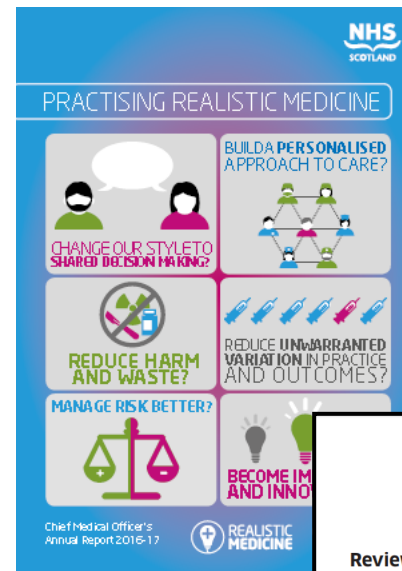 NHS
SCOTLAND
PRACTISING REALISTIC MEDICINE
CHANGE OUR STYLE TO
SHARED DECISION MAKING?
BUILD A PERSONALISED
APPROACH TO CARE?
REDUCE HARM
AND WASTE?
REDUCE UNWARRANTED
VARIATION IN PRACTICE
AND OUTCOMES?
MANAGE RISK BETTER?
BECOME IM
AND INNO
Chief Medical Officer's
Annual Report 2016-17
REALISTIC
MEDICINE
Review